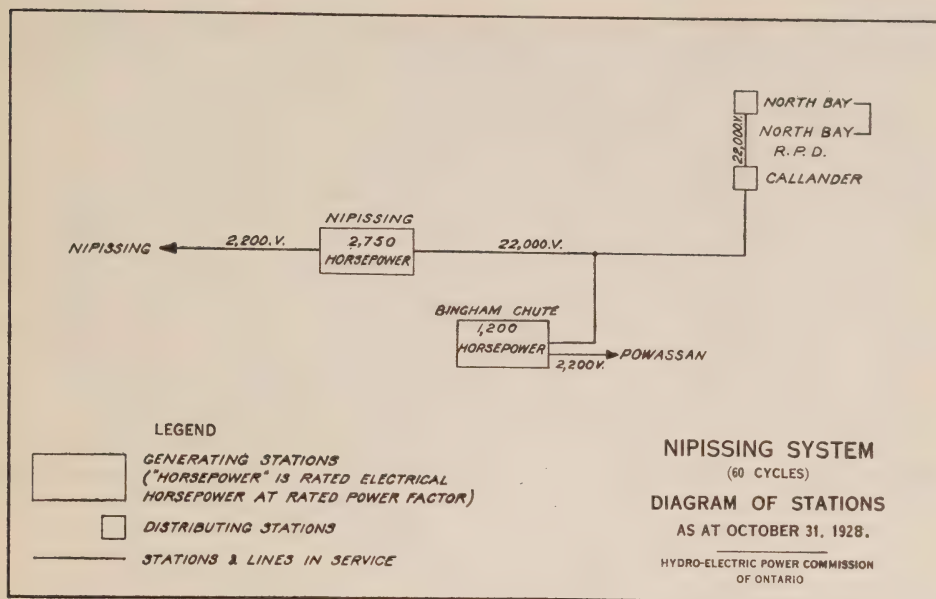 NORTH BAY
22,000.V.
NORTH BAY
R.P.D.
CALLANDER
NIPISSING
NIPISSING
2,200.V.
2,750
HORSEPOWER
22,000.V.
BINGHAM CHUTE
1,200
HORSEPOWER
POWASSAN
2,200V.
LEGEND
GENERATING STATIONS
("HORSEPOWER" IS RATED ELECTRICAL
HORSEPOWER AT RATED POWER FACTOR)
DISTRIBUTING STATIONS
STATIONS & LINES IN SERVICE
NIPISSING SYSTEM
(60 CYCLES)
DIAGRAM OF STATIONS
AS AT OCTOBER 31, 1928.
HYDRO-ELECTRIC POWER COMMISSION
OF ONTARIO